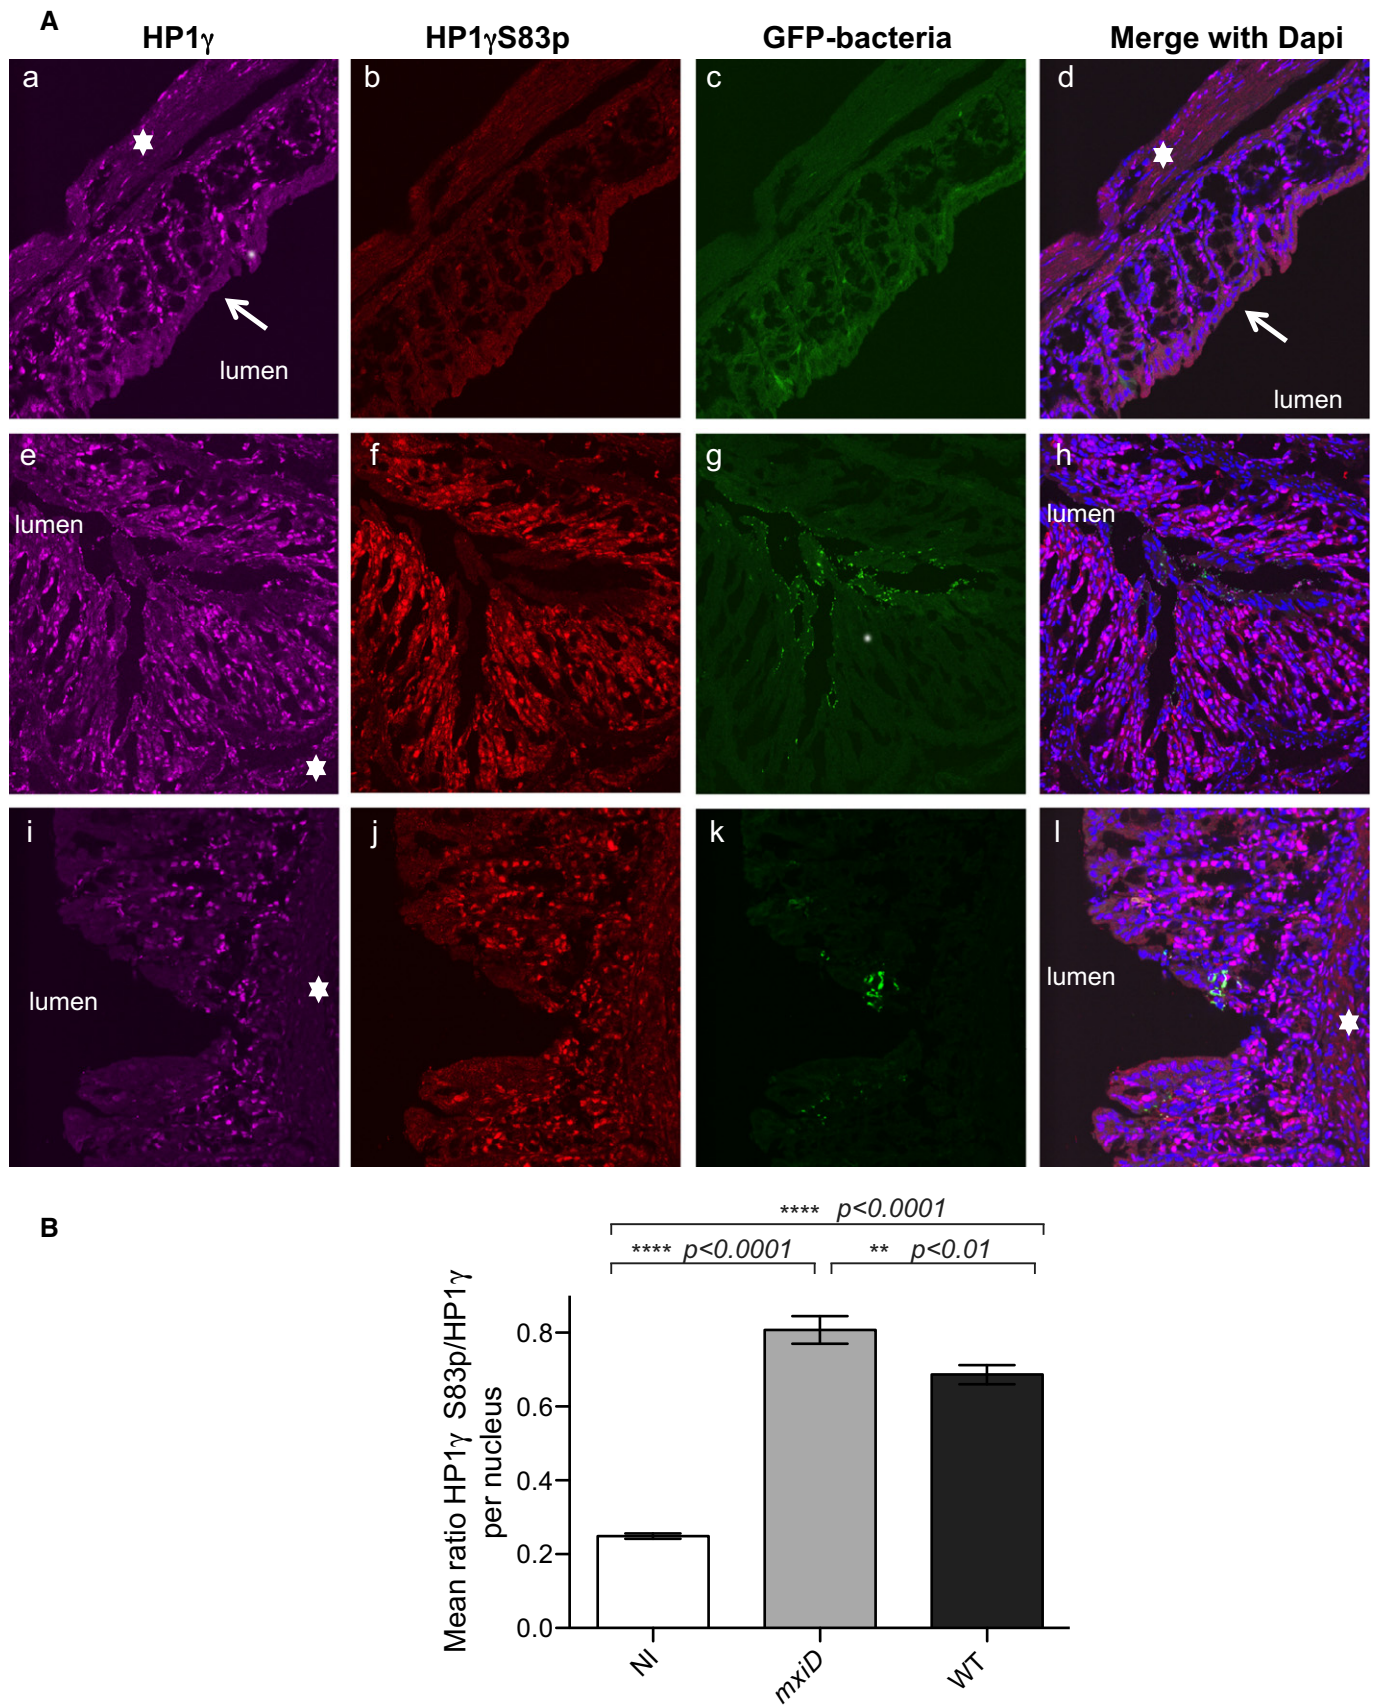 A
HP1γ HP1γS83p GFP-bacteria Merge with Dapi
a b c d
lumen lumen
e f g h
lumen lumen
i j k l
lumen lumen
B
**** p<0.0001
**** p<0.0001 ** p<0.01
Mean ratio HP1γ S83p/HP1γ
per nucleus
0.8
0.6
0.4
0.2
0.0
NI mxiD WT